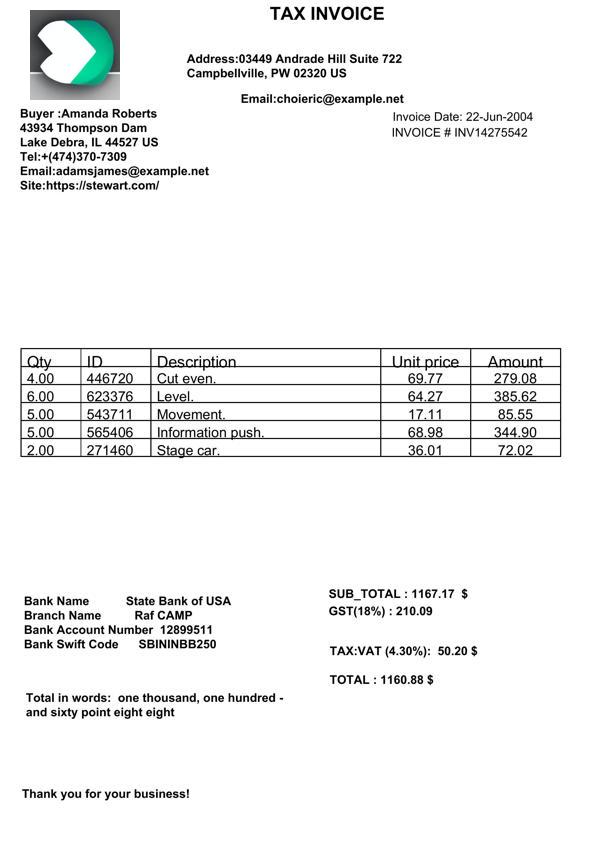 TAX INVOICE
Address:03449 Andrade Hill Suite 722
Campbellville, PW 02320 US
Email:choieric@example.net
Buyer :Amanda Roberts
43934 Thompson Dam
Lake Debra, IL 44527 US
Tel:+(474)370-7309
Email:adamsjames@example.net
Site:https://stewart.com/
Invoice Date: 22-Jun-2004
INVOICE # INV14275542
Qty ID Description Unit price Amount
4.00 446720 Cut even. 69.77 279.08
6.00 623376 Level. 64.27 385.62
5.00 543711 Movement. 17.11 85.55
5.00 565406 Information push. 68.98 344.90
2.00 271460 Stage car. 36.01 72.02
SUB_TOTAL : 1167.17 $
GST(18%) : 210.09
TAX:VAT (4.30%): 50.20 $
TOTAL : 1160.88 $
Bank Name State Bank of USA
Branch Name Raf CAMP
Bank Account Number 12899511
Bank Swift Code SBININBB250
Total in words: one thousand, one hundred -
and sixty point eight eight
Thank you for your business!